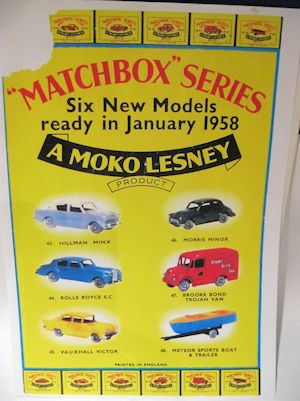 "MATCHBOX" SERIES
Six New Models
ready in January 1958
A MOKO LESNEY
PRODUCT
43. HILLMAN MINX
46. MORRIS MINOR
44. ROLLS ROYCE S.C.
47. BROOKE BOND
TROJAN VAN
45. VAUXHALL VICTOR
48. METEOR SPORTS BOAT
& TRAILER
PRINTED IN ENGLAND